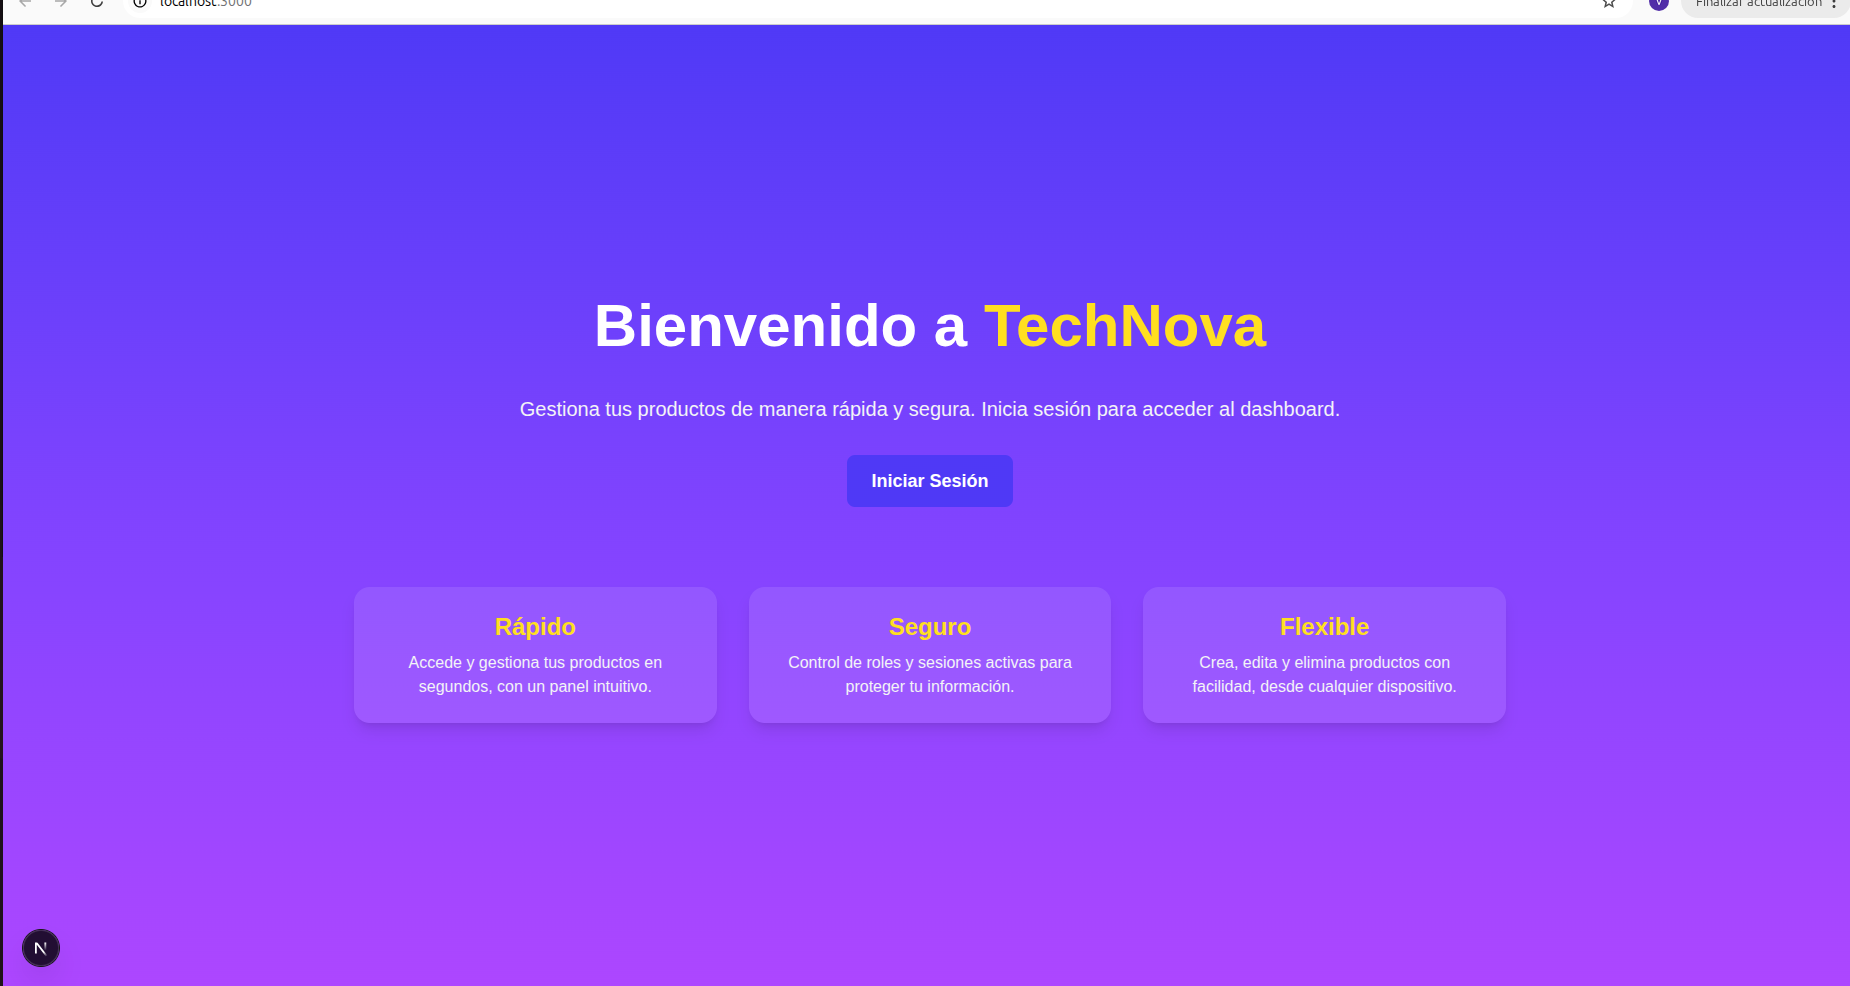 localhost:3000
Finalizar actualización
Bienvenido a TechNova
Gestiona tus productos de manera rápida y segura. Inicia sesión para acceder al dashboard.
Iniciar Sesión
Rápido
Accede y gestiona tus productos en
segundos, con un panel intuitivo.
Seguro
Control de roles y sesiones activas para
proteger tu información.
Flexible
Crea, edita y elimina productos con
facilidad, desde cualquier dispositivo.
N